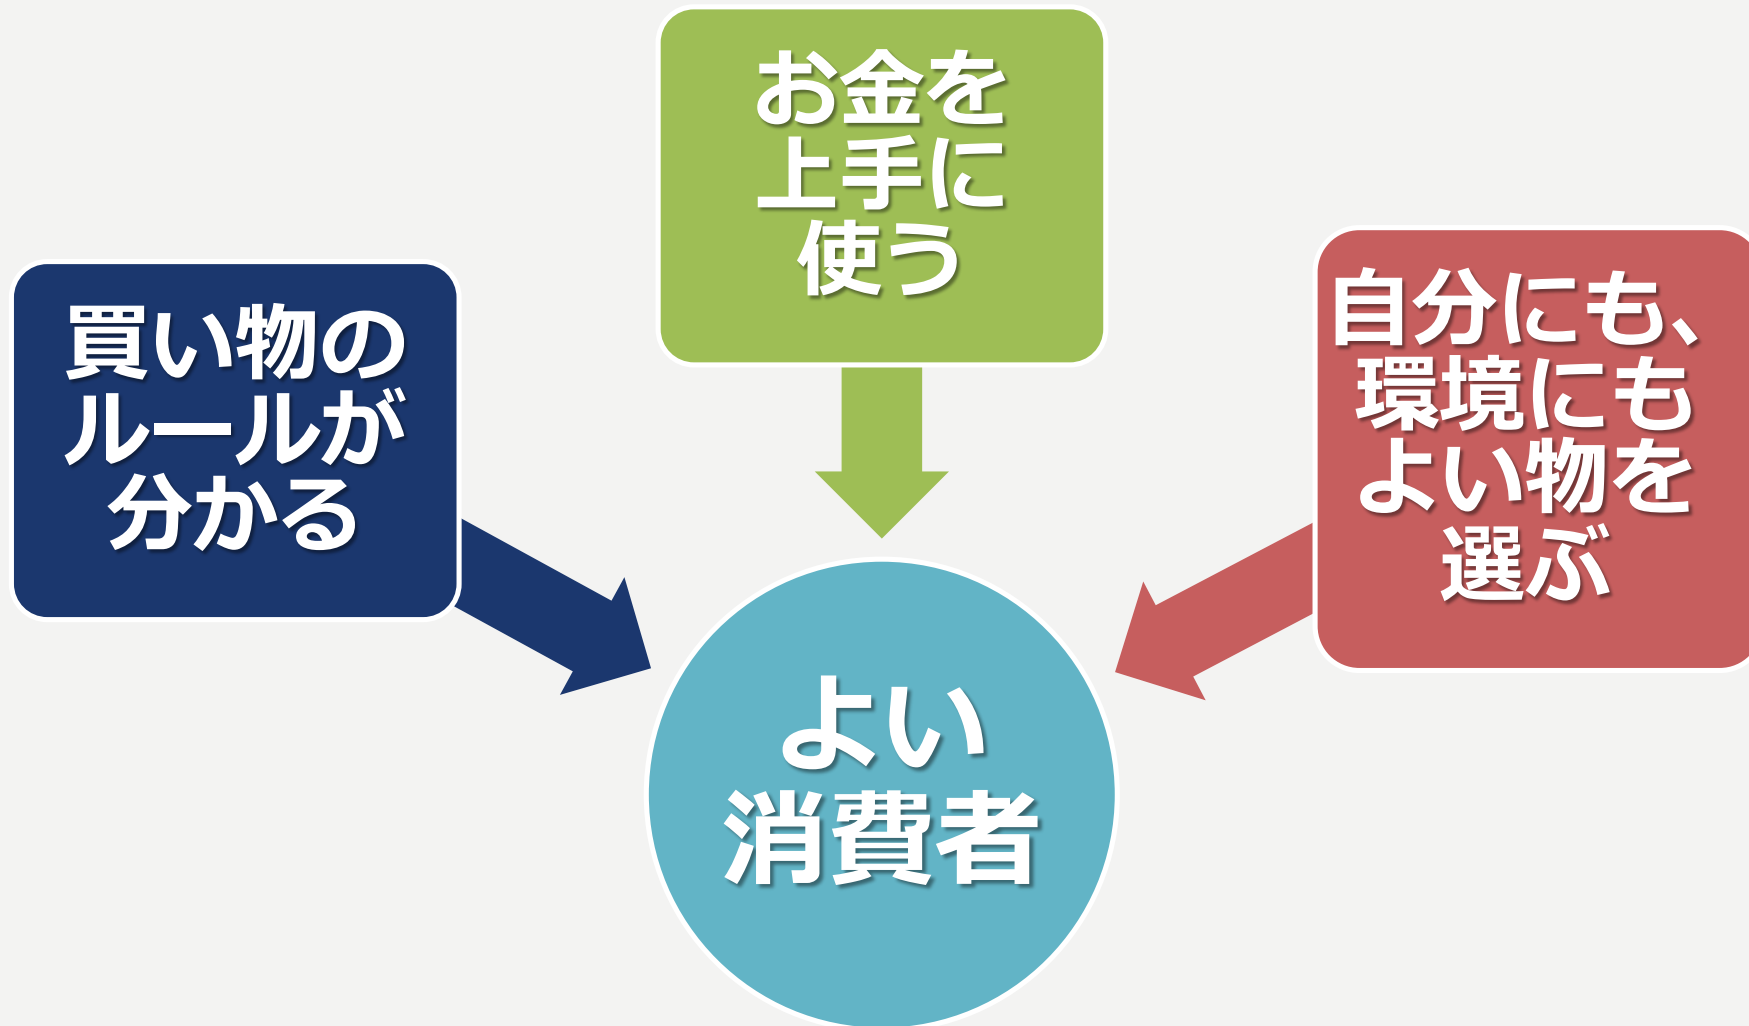 お金を
上手に
使う
買い物の
ルールが
分かる
自分にも、
環境にも
よい物を
選ぶ
よい
消費者